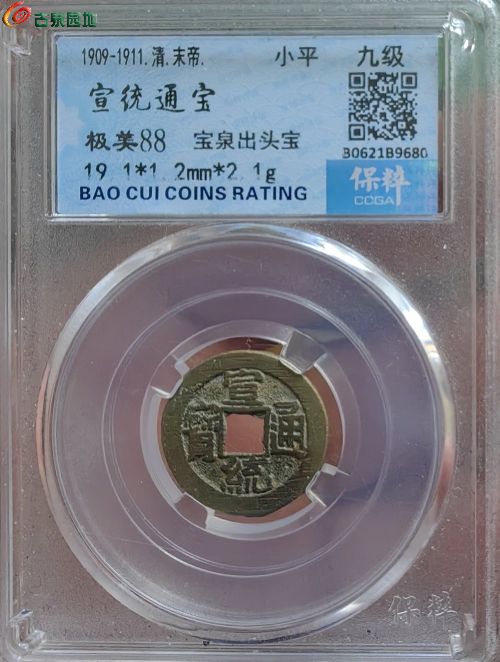 古泉园地
1909-1911.清.末帝. 小平 九级
宣统通宝
极美88 宝泉出头宝
19.1*1.2mm*2.1g
B0621B9680
BAO CUI COINS RATING
保粹
CCGA
宣
寶 通
統
保粹